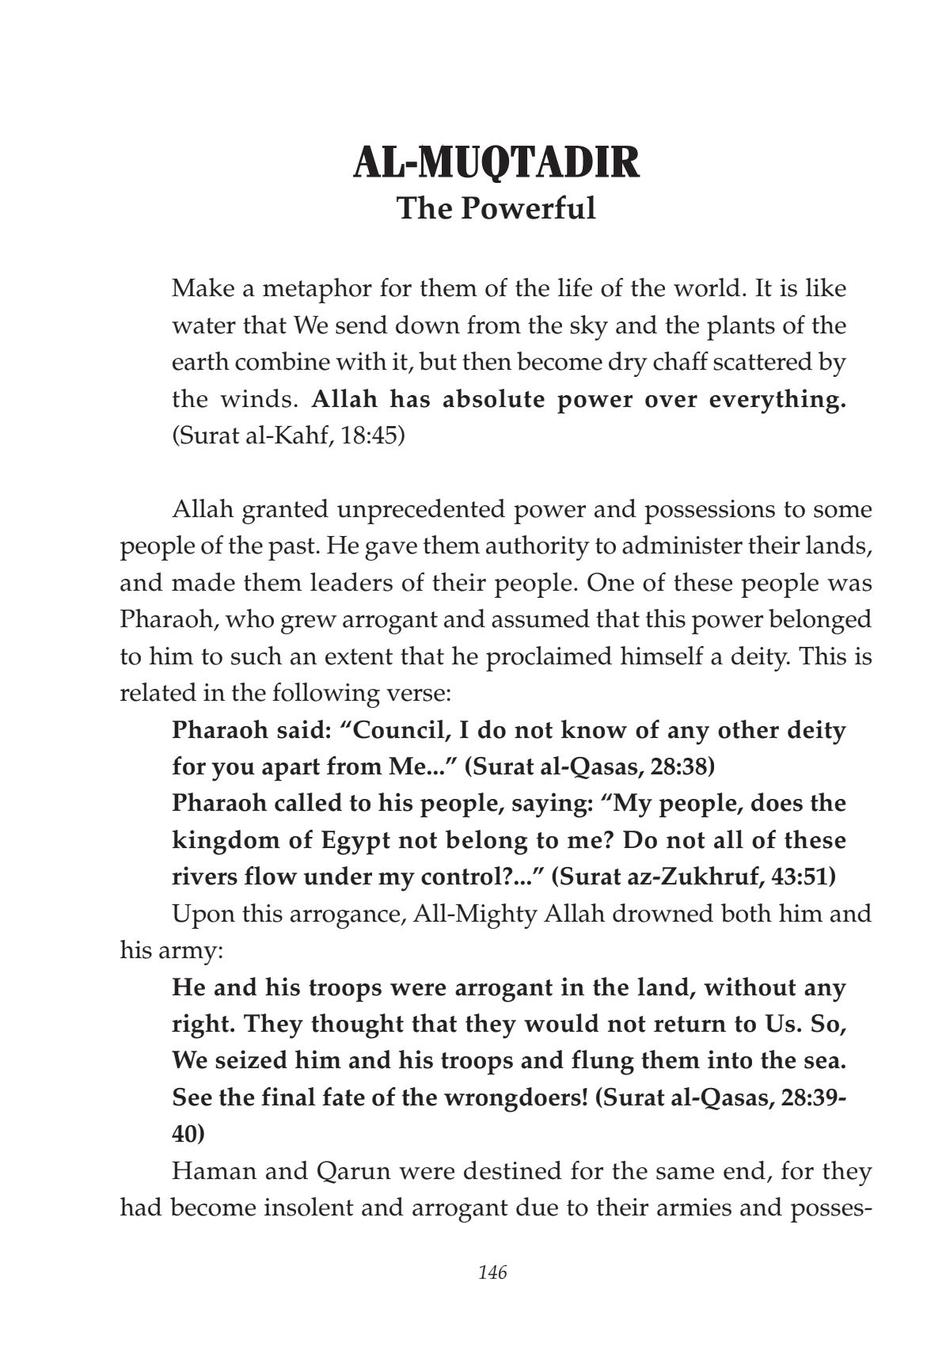 AL-MUQTADIR
The Powerful
Make a metaphor for them of the life of the world. It is like
water that We send down from the sky and the plants of the
earth combine with it, but then become dry chaff scattered by
the winds. Allah has absolute power over everything.
(Surat al-Kahf, 18:45)
Allah granted unprecedented power and possessions to some
people of the past. He gave them authority to administer their lands,
and made them leaders of their people. One of these people was
Pharaoh, who grew arrogant and assumed that this power belonged
to him to such an extent that he proclaimed himself a deity. This is
related in the following verse:
Pharaoh said: “Council, I do not know of any other deity
for you apart from Me...” (Surat al-Qasas, 28:38)
Pharaoh called to his people, saying: “My people, does the
kingdom of Egypt not belong to me? Do not all of these
rivers flow under my control?...” (Surat az-Zukhruf, 43:51)
Upon this arrogance, All-Mighty Allah drowned both him and
his army:
He and his troops were arrogant in the land, without any
right. They thought that they would not return to Us. So,
We seized him and his troops and flung them into the sea.
See the final fate of the wrongdoers! (Surat al-Qasas, 28:39-
40)
Haman and Qarun were destined for the same end, for they
had become insolent and arrogant due to their armies and posses-
146